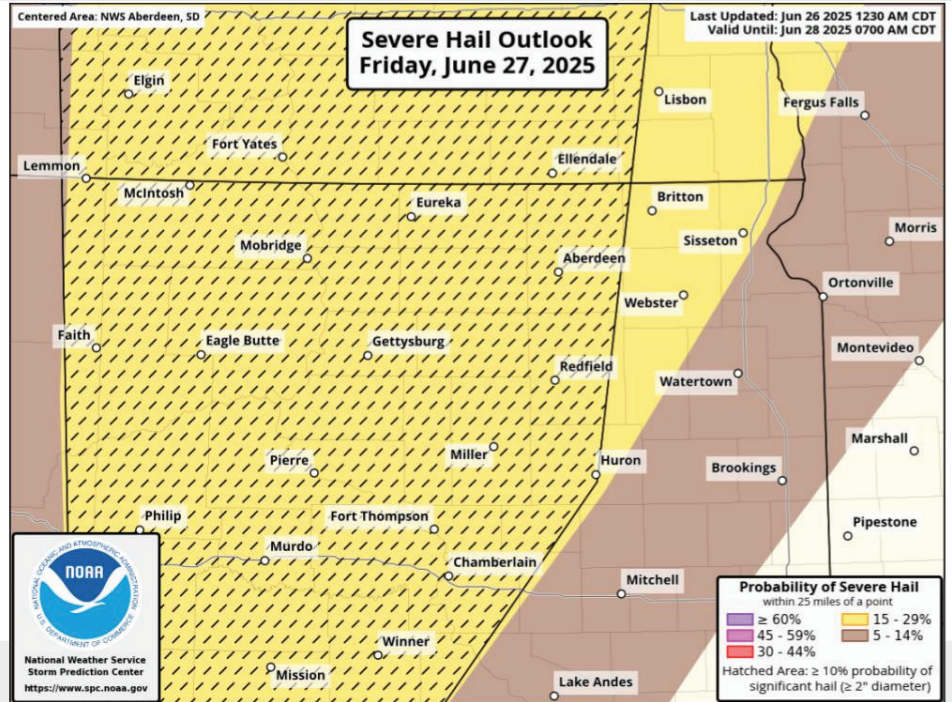 Centered Area: NWS Aberdeen, SD
Severe Hail Outlook
Friday, June 27, 2025
Last Updated: Jun 26 2025 1230 AM CDT
Valid Until: Jun 28 2025 0700 AM CDT
Elgin
Lisbon
Fergus Falls
Fort Yates
Ellendale
Lemmon
McIntosh
Britton
Eureka
Morris
Sisseton
Mobridge
Aberdeen
Ortonville
Webster
Faith
Eagle Butte
Gettysburg
Montevideo
Redfield
Watertown
Marshall
Miller
Pierre
Huron
Brookings
Philip
Fort Thompson
Pipestone
Murdo
Chamberlain
Mitchell
Winner
Mission
Lake Andes
NATIONAL OCEANIC AND ATMOSPHERIC ADMINISTRATION
NOAA
U.S. DEPARTMENT OF COMMERCE
National Weather Service
Storm Prediction Center
https://www.spc.noaa.gov
Probability of Severe Hail
within 25 miles of a point
≥ 60%
15 - 29%
45 - 59%
5 - 14%
30 - 44%
Hatched Area: ≥ 10% probability of
significant hail (≥ 2" diameter)